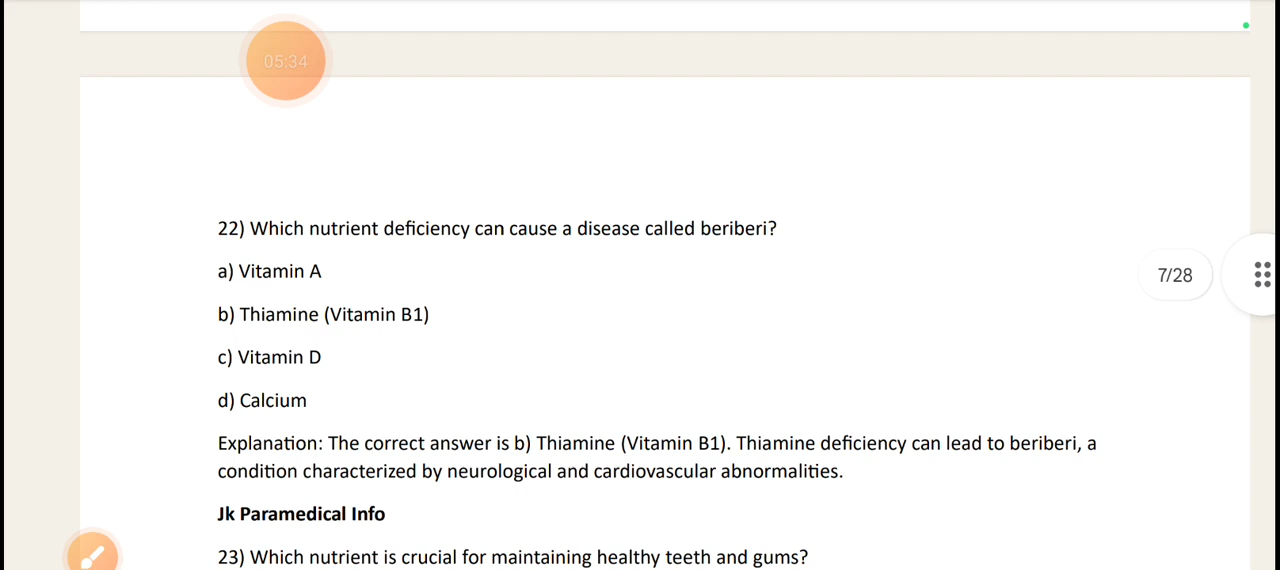 05:34
22) Which nutrient deficiency can cause a disease called beriberi?
a) Vitamin A
7/28
b) Thiamine (Vitamin B1)
c) Vitamin D
d) Calcium
Explanation: The correct answer is b) Thiamine (Vitamin B1). Thiamine deficiency can lead to beriberi, a
condition characterized by neurological and cardiovascular abnormalities.
Jk Paramedical Info
23) Which nutrient is crucial for maintaining healthy teeth and gums?